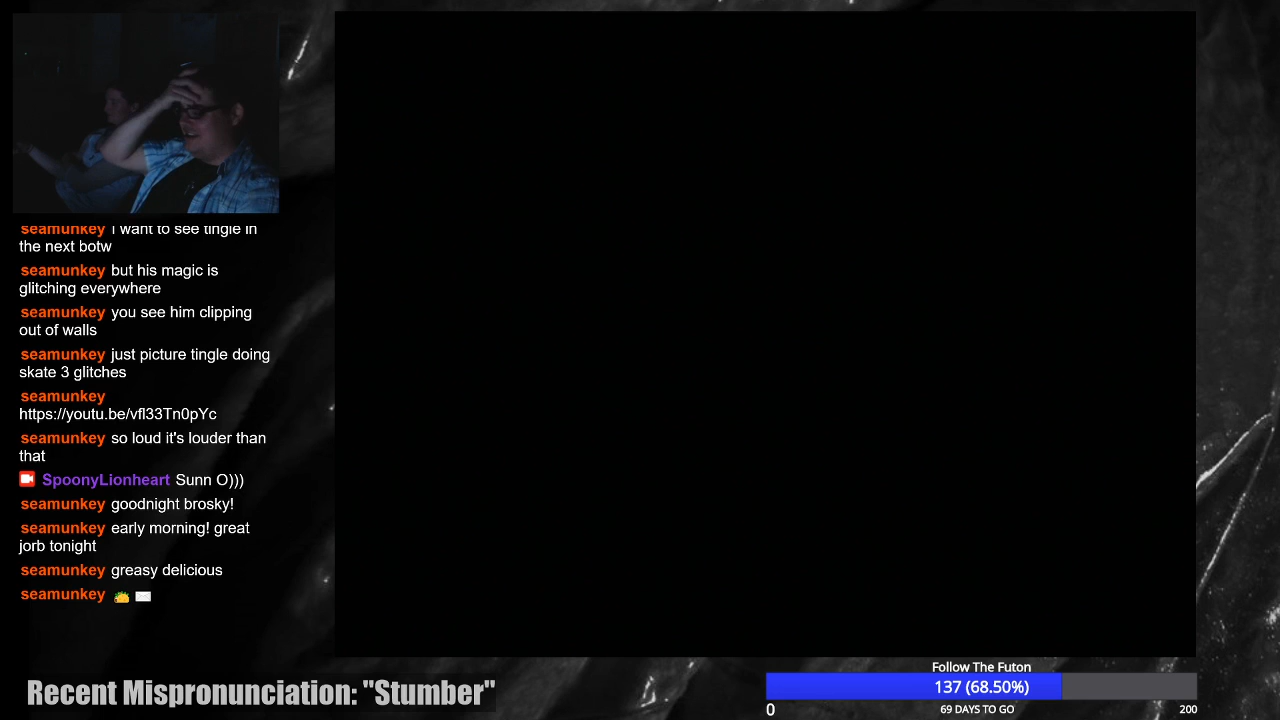 seamunkey i want to see tingle in
the next botw
seamunkey but his magic is
glitching everywhere
seamunkey you see him clipping
out of walls
seamunkey just picture tingle doing
skate 3 glitches
seamunkey
https://youtu.be/vfl33Tn0pYc
seamunkey so loud it's louder than
that
SpoonyLionheart Sunn O)))
seamunkey goodnight brosky!
seamunkey early morning! great
jorb tonight
seamunkey greasy delicious
seamunkey 🌮 ✉️
Recent Mispronunciation: "Stumber"
Follow The Futon
137 (68.50%)
0 69 DAYS TO GO 200